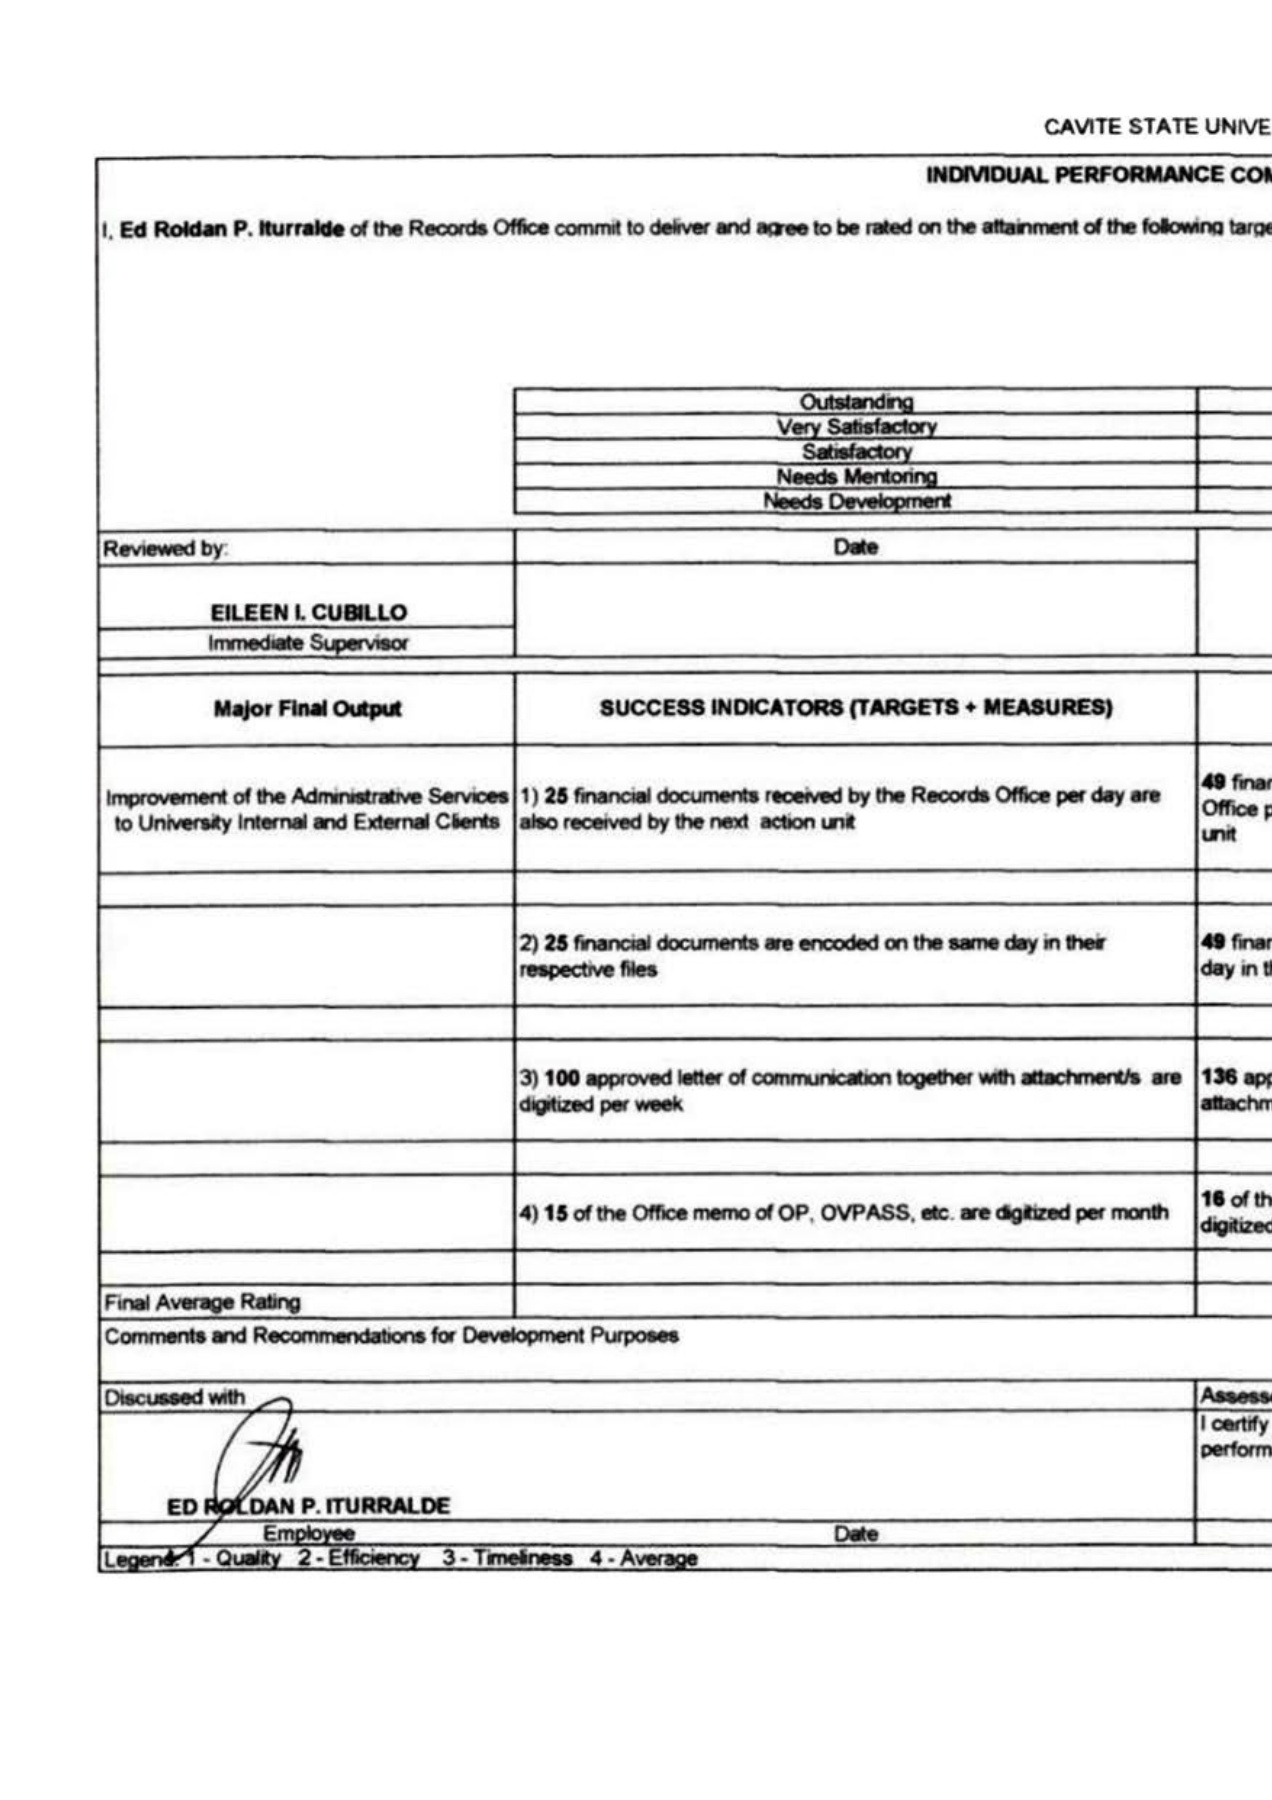 CAVITE STATE UNIVE
INDIVIDUAL PERFORMANCE COM
I, Ed Roldan P. Iturralde of the Records Office commit to deliver and agree to be rated on the attainment of the following targe
Outstanding
Very Satisfactory
Satisfactory
Needs Mentoring
Needs Development
Reviewed by:
Date
EILEEN I. CUBILLO
Immediate Supervisor
Major Final Output
SUCCESS INDICATORS (TARGETS + MEASURES)
Improvement of the Administrative Services
to University Internal and External Clients
1) 25 financial documents received by the Records Office per day are
also received by the next action unit
49 finan
Office p
unit
2) 25 financial documents are encoded on the same day in their
respective files
49 finan
day in th
3) 100 approved letter of communication together with attachment/s are
digitized per week
136 app
attachm
4) 15 of the Office memo of OP, OVPASS, etc. are digitized per month
16 of th
digitized
Final Average Rating
Comments and Recommendations for Development Purposes
Discussed with
Assesse
I certify
perform
ED ROLDAN P. ITURRALDE
Employee
Date
Legend: 1 - Quality 2 - Efficiency 3 - Timeliness 4 - Average